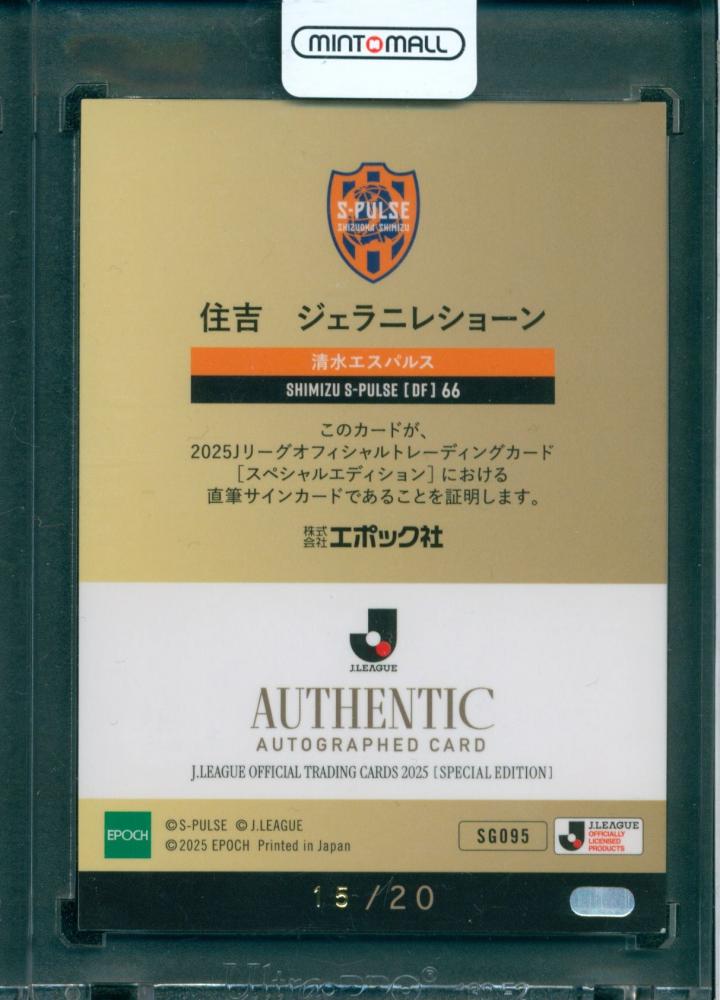 MINTMALL
S-PULSE
SHIZUOKA SHIMIZU
住吉　ジェラニレショーン
清水エスパルス
SHIMIZU S-PULSE [DF] 66
このカードが、
2025Jリーグオフィシャルトレーディングカード
[スペシャルエディション]における
直筆サインカードであることを証明します。
株式会社エポック社
J.LEAGUE
AUTHENTIC
AUTOGRAPHED CARD
J.LEAGUE OFFICIAL TRADING CARDS 2025 [SPECIAL EDITION]
EPOCH
©S-PULSE ©J.LEAGUE
©2025 EPOCH Printed in Japan
SG095
J.LEAGUE
OFFICIALLY
LICENSED
PRODUCTS
15/20